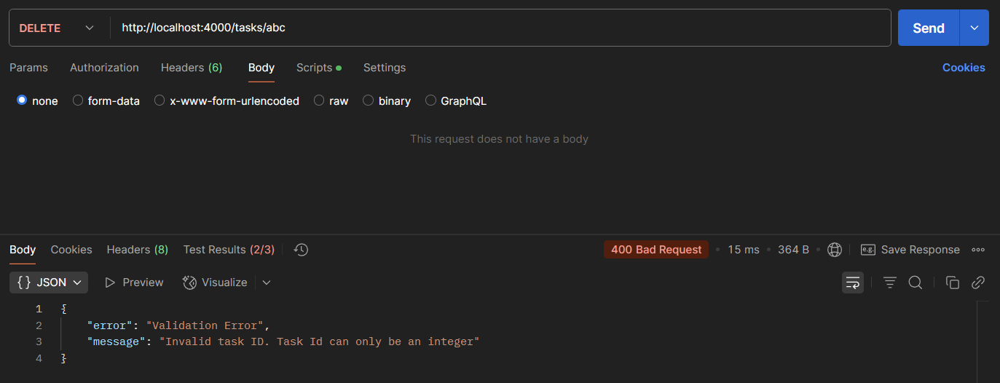 DELETE http://localhost:4000/tasks/abc Send
Params Authorization Headers (6) Body Scripts Settings Cookies
none form-data x-www-form-urlencoded raw binary GraphQL
This request does not have a body
Body Cookies Headers (8) Test Results (2/3) 400 Bad Request • 15 ms • 364 B • e.g. Save Response
{} JSON Preview Visualize
1 {
2 "error": "Validation Error",
3 "message": "Invalid task ID. Task Id can only be an integer"
4 }